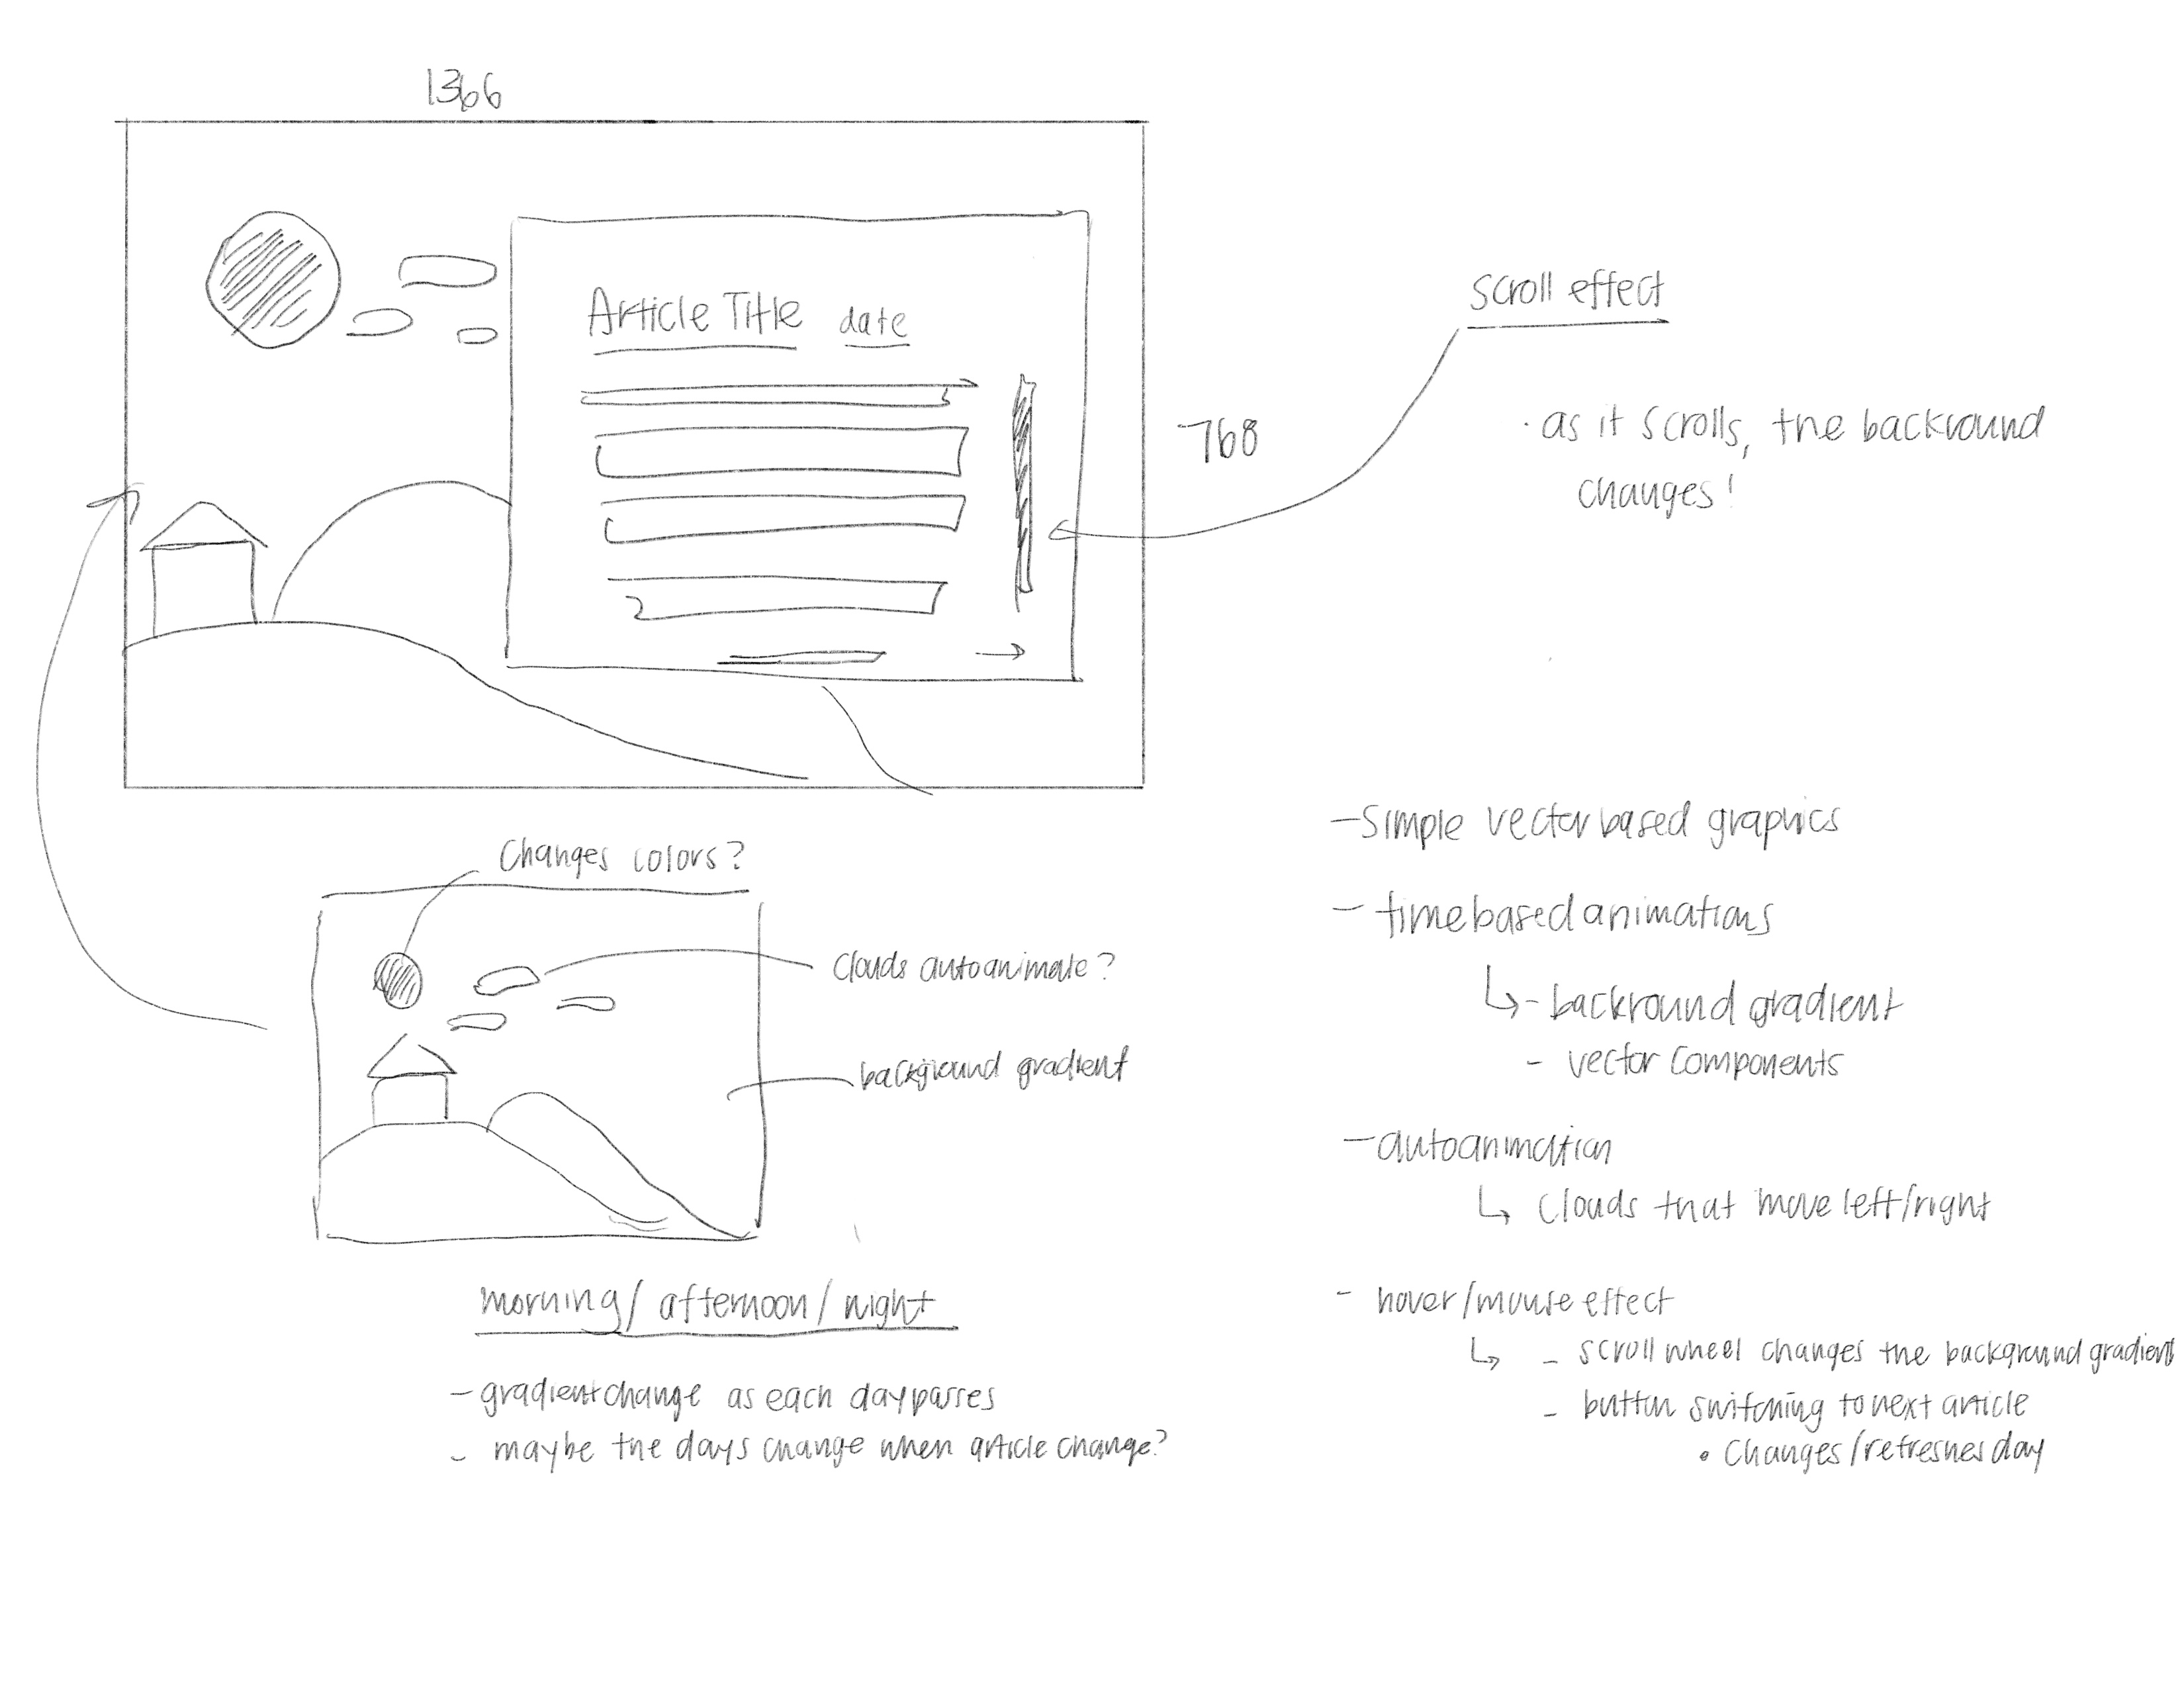 1366
Article Title date
768
scroll effect
· as it scrolls, the backround
changes!
Changes colors?
clouds autoanimate?
background gradient
morning/ afternoon/ night
- gradient change as each day passes
- maybe the days change when article change?
- simple vector based graphics
- time based animations
↳ - backround gradient
- vector components
- autoanimation
↳ clouds that move left/right
- hover/mouse effect
↳ - scroll wheel changes the background gradient
- button switching to next article
• Changes/refreshes day